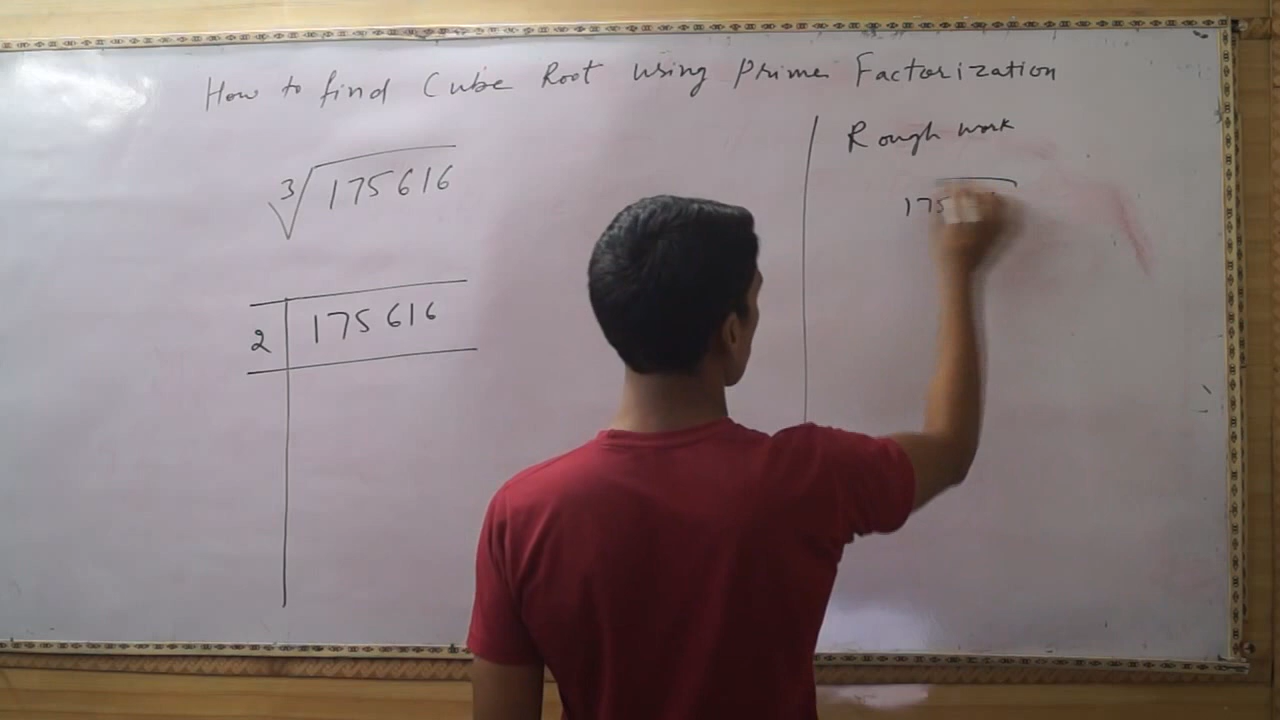 How to find Cube Root using Prime Factorization
3√175616
2 | 175616
Rough work
175